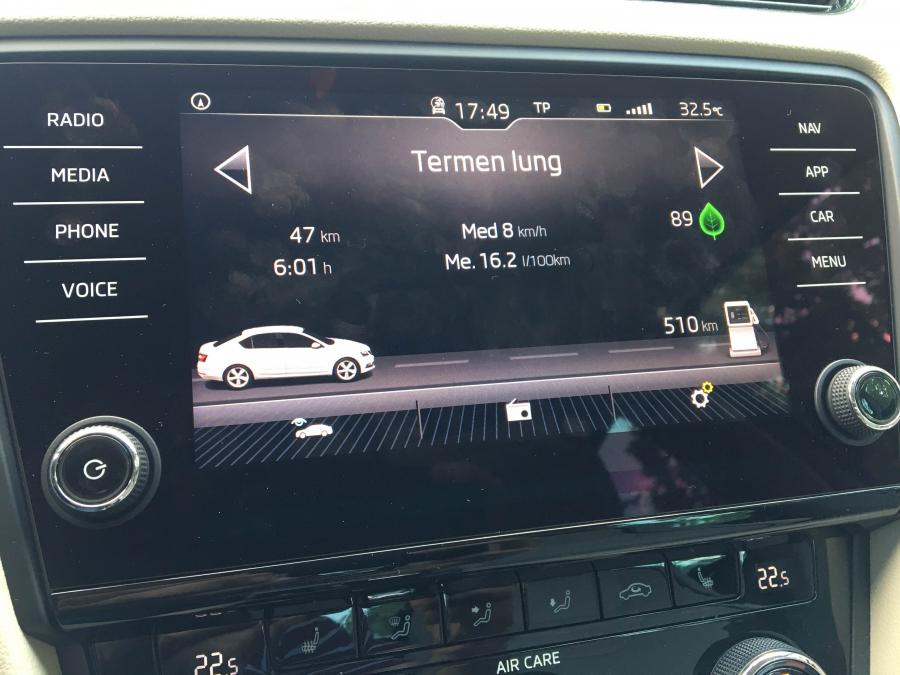 RADIO
MEDIA
PHONE
VOICE
17:49 TP 32.5°C
Termen lung
47 km
6:01 h
Med 8 km/h
Me. 16.2 l/100km
89
510 km
NAV
APP
CAR
MENU
22.5
22.5
AIR CARE